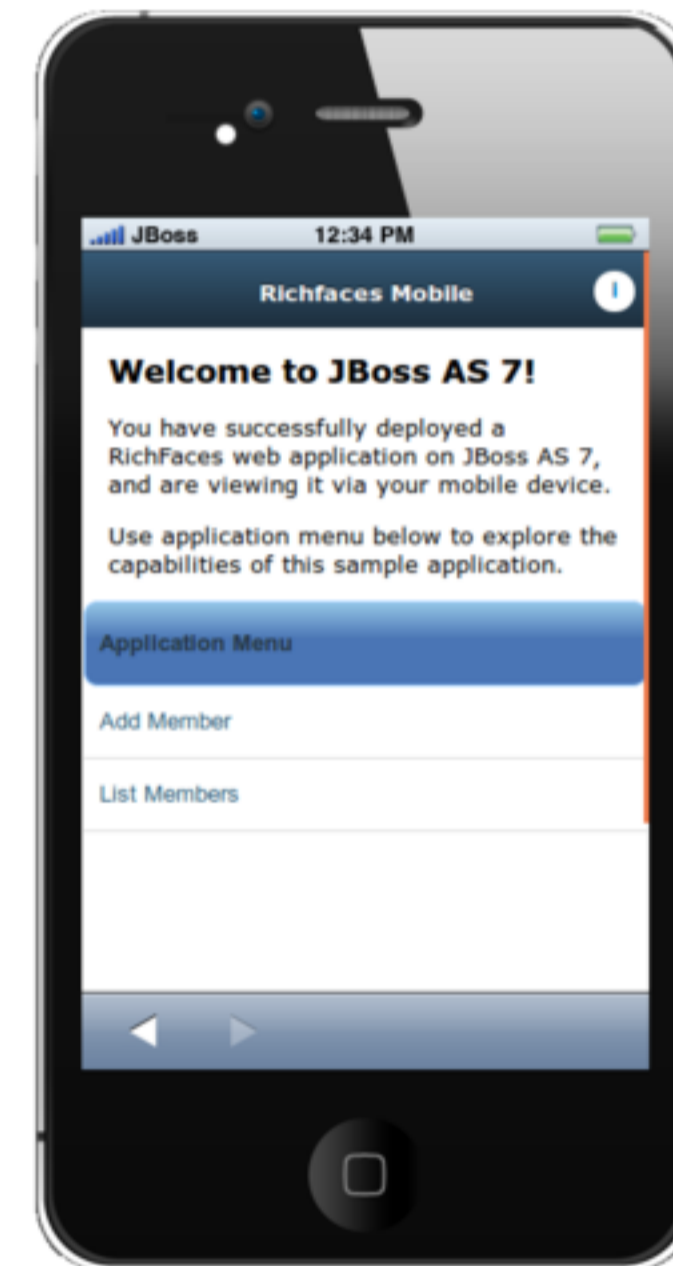 JBoss 12:34 PM
Richfaces Mobile
I
Welcome to JBoss AS 7!
You have successfully deployed a
RichFaces web application on JBoss AS 7,
and are viewing it via your mobile device.
Use application menu below to explore the
capabilities of this sample application.
Application Menu
Add Member
List Members